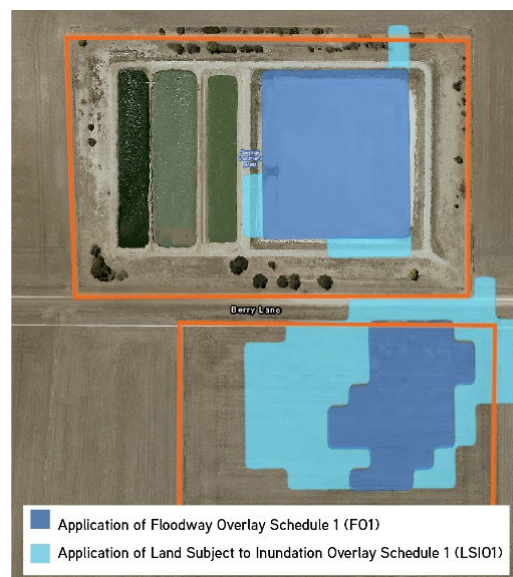 Berry Lane
Application of Floodway Overlay Schedule 1 (FO1)
Application of Land Subject to Inundation Overlay Schedule 1 (LSIO1)